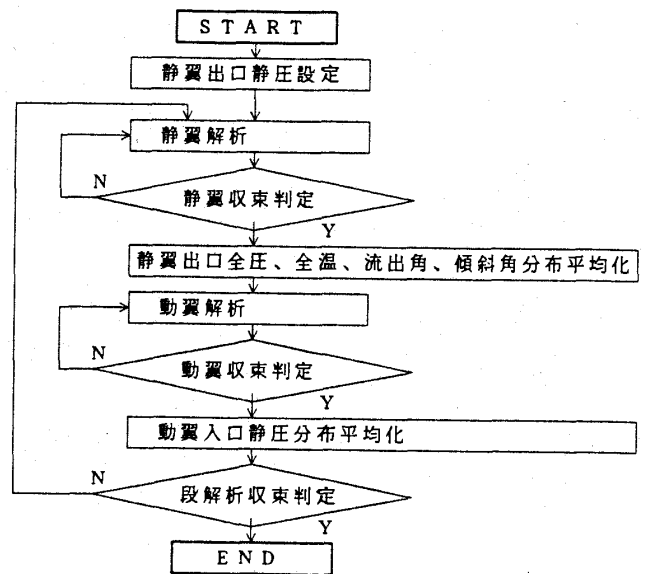 START
静翼出口静圧設定
静翼解析
N
静翼収束判定
Y
静翼出口全圧、全温、流出角、傾斜角分布平均化
動翼解析
N
動翼収束判定
Y
動翼入口静圧分布平均化
N
段解析収束判定
Y
END